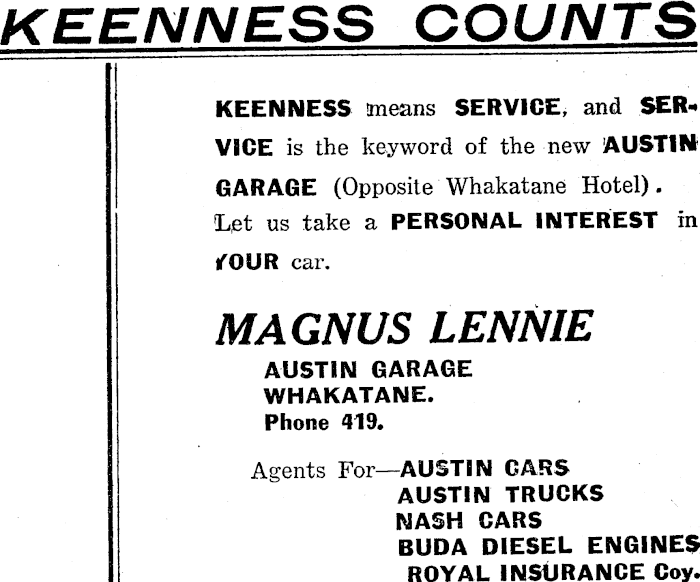 KEENNESS COUNTS
KEENNESS means SERVICE, and SER-
VICE is the keyword of the new AUSTIN
GARAGE (Opposite Whakatane Hotel).
Let us take a PERSONAL INTEREST in
YOUR car.
MAGNUS LENNIE
AUSTIN GARAGE
WHAKATANE.
Phone 419.
Agents For—AUSTIN CARS
AUSTIN TRUCKS
NASH CARS
BUDA DIESEL ENGINES
ROYAL INSURANCE Coy.